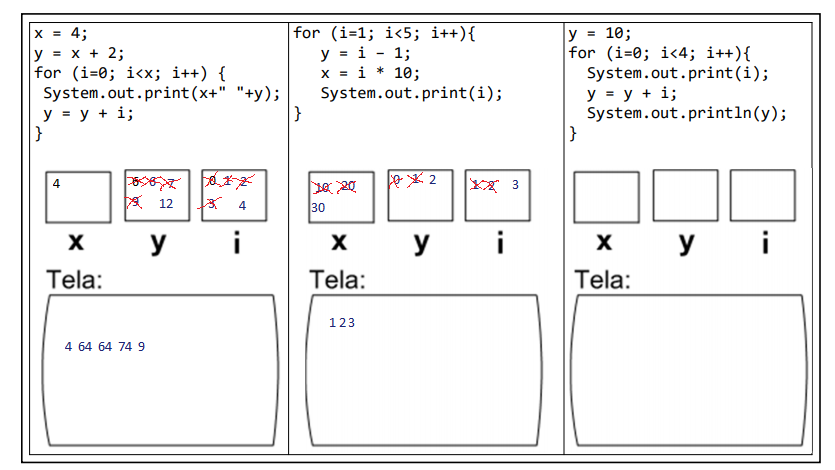 x = 4;
y = x + 2;
for (i=0; i<x; i++) {
System.out.print(x+" "+y);
y = y + i;
}
4
6 6 7
9 12
0 1 2
3 4
x y i
Tela:
4 64 64 74 9
for (i=1; i<5; i++){
y = i – 1;
x = i * 10;
System.out.print(i);
}
10 20
30
0 1 2
1 2 3
x y i
Tela:
1 2 3
y = 10;
for (i=0; i<4; i++){
System.out.print(i);
y = y + i;
System.out.println(y);
}
x y i
Tela: